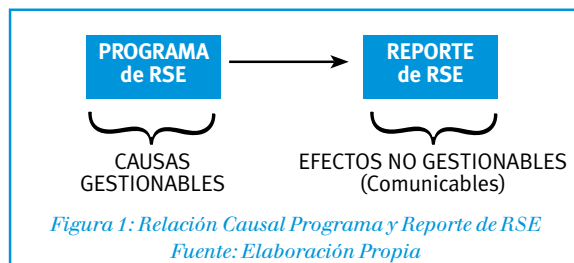 PROGRAMA
de RSE
REPORTE
de RSE
CAUSAS
GESTIONABLES
EFECTOS NO GESTIONABLES
(Comunicables)
Figura 1: Relación Causal Programa y Reporte de RSE
Fuente: Elaboración Propia